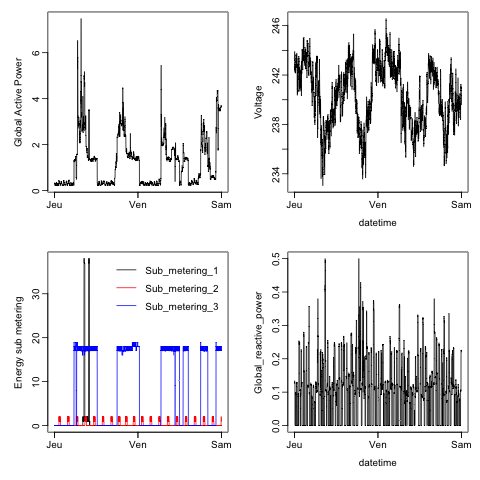 Global Active Power
0 2 4 6
Jeu Ven Sam
Voltage
234 238 242 246
Jeu Ven Sam
datetime
Energy sub metering
0 10 20 30
Sub_metering_1
Sub_metering_2
Sub_metering_3
Jeu Ven Sam
Global_reactive_power
0.0 0.1 0.2 0.3 0.4 0.5
Jeu Ven Sam
datetime